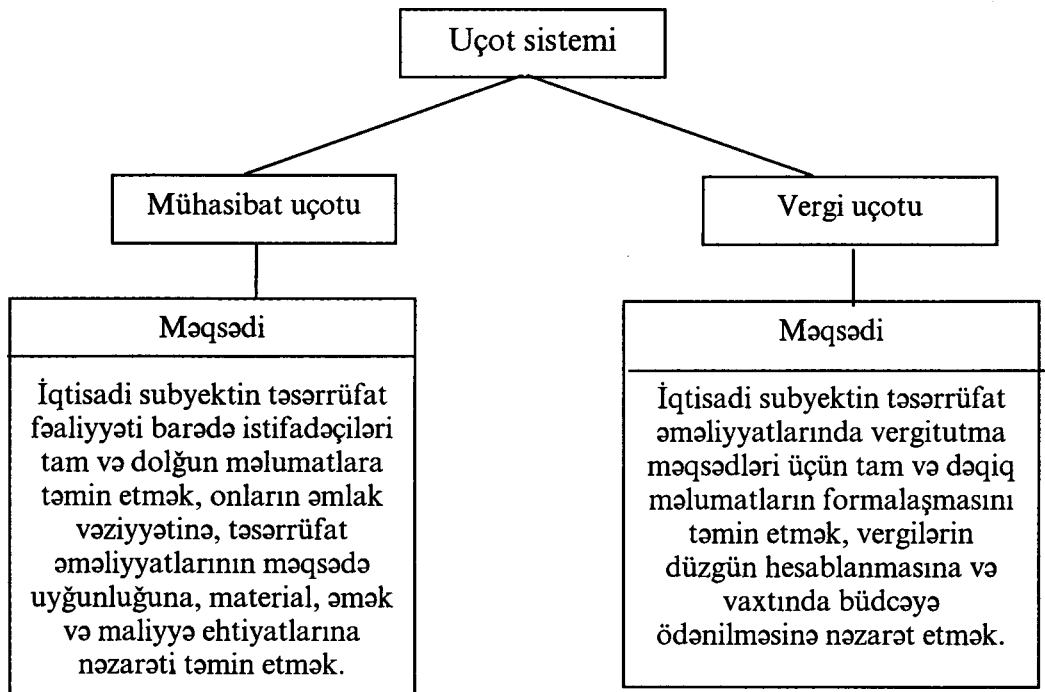 Uçot sistemi
Mühasibat uçotu
Vergi uçotu
Məqsədi
İqtisadi subyektin təsərrüfat
fəaliyyəti barədə istifadəçiləri
tam və dolğun məlumatlara
təmin etmək, onların əmlak
vəziyyətinə, təsərrüfat
əməliyyatlarının məqsədə
uyğunluğuna, material, əmək
və maliyyə ehtiyatlarına
nəzarəti təmin etmək.
Məqsədi
İqtisadi subyektin təsərrüfat
əməliyyatlarında vergitutma
məqsədləri üçün tam və dəqiq
məlumatların formalaşmasını
təmin etmək, vergilərin
düzgün hesablanmasına və
vaxtında büdcəyə
ödənilməsinə nəzarət etmək.